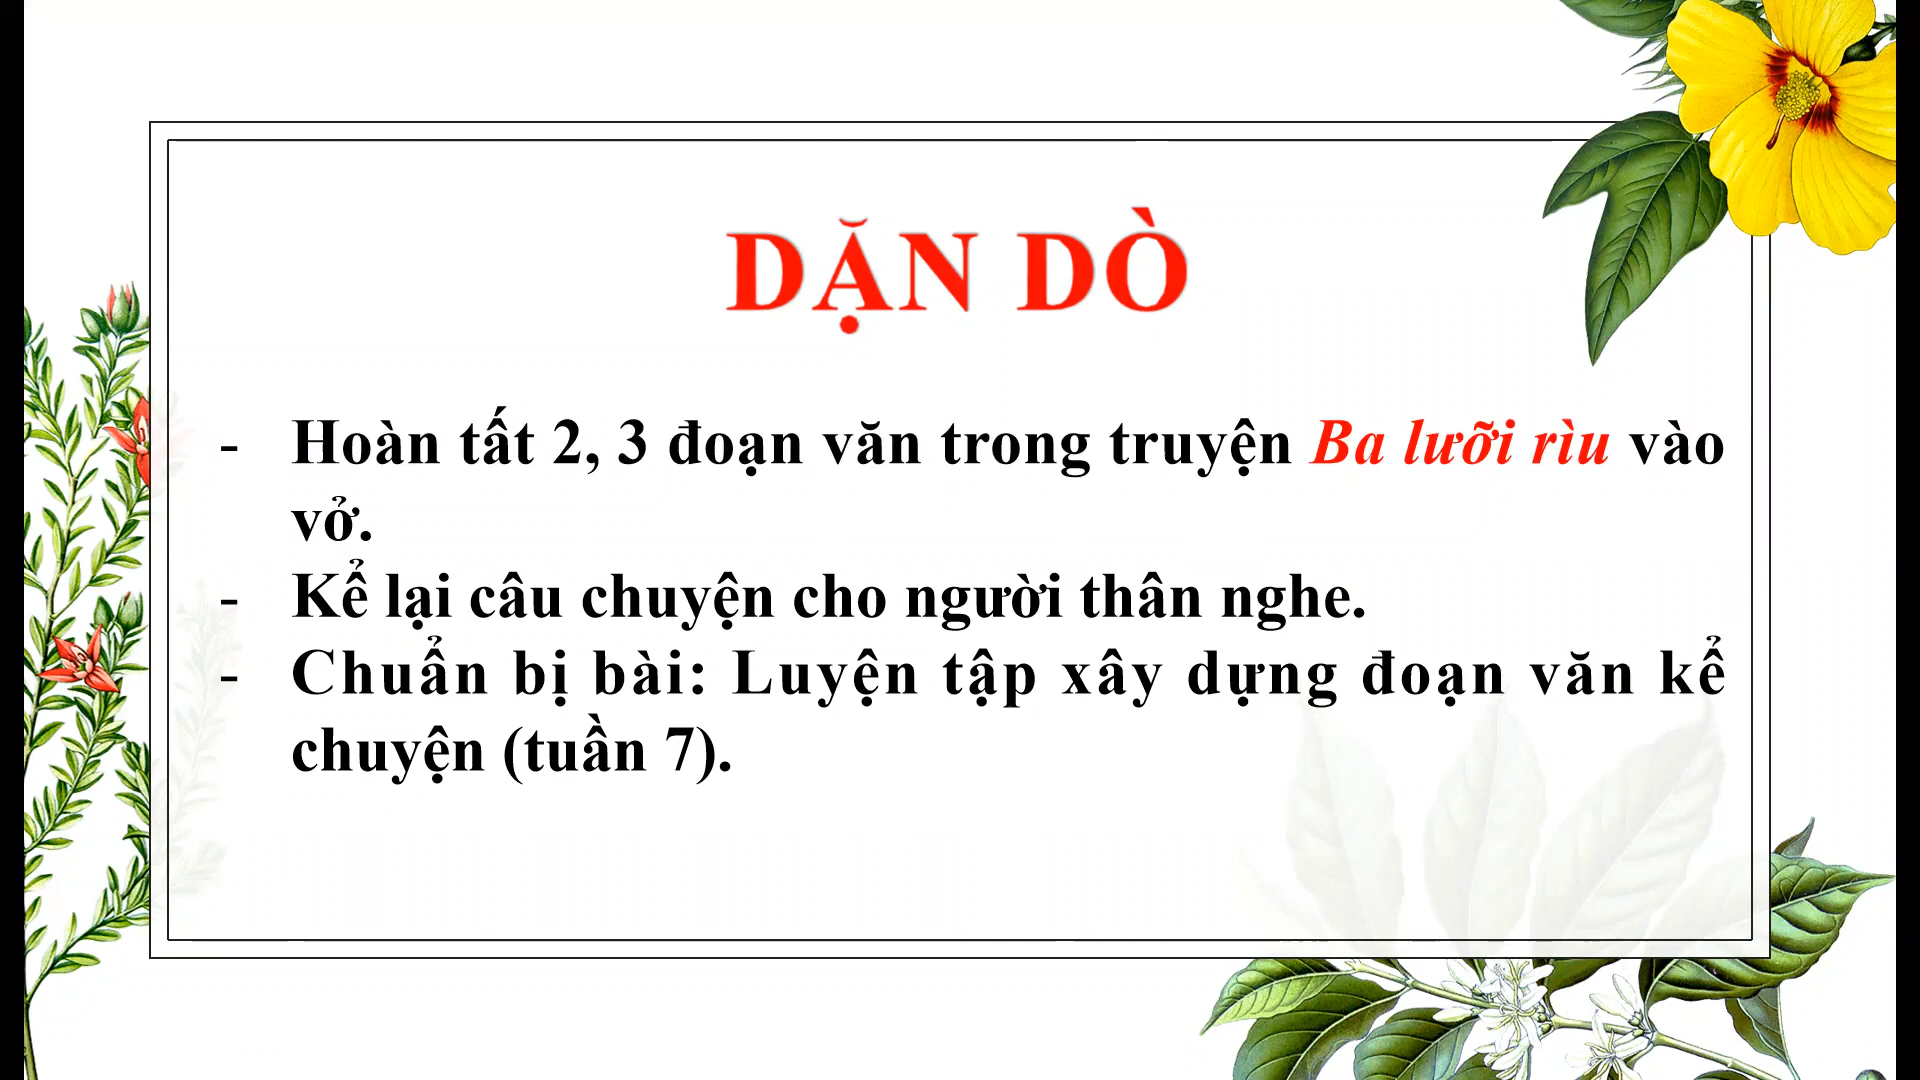 DẶN DÒ
- Hoàn tất 2, 3 đoạn văn trong truyện Ba lưỡi rìu vào
vở.
- Kể lại câu chuyện cho người thân nghe.
- Chuẩn bị bài: Luyện tập xây dựng đoạn văn kể
chuyện (tuần 7).